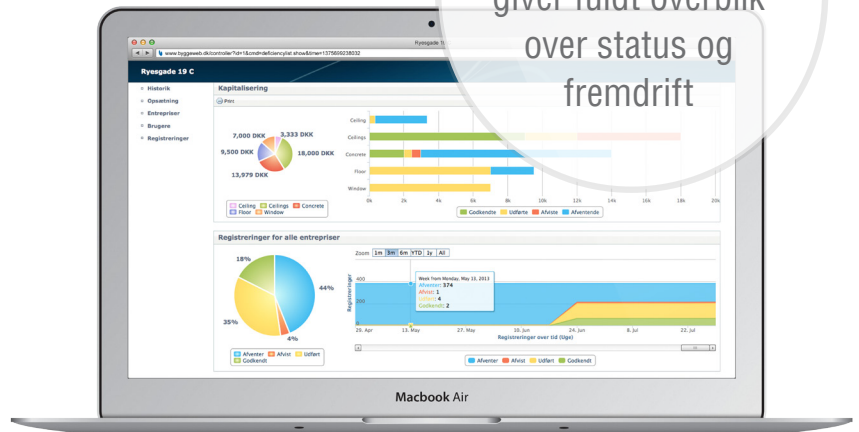 giver fuldt overblik
over status og
fremdrift
Ryesgade 19
www.byggeweb.dk/controller?id=1&cmd=deficiencylist show&time=1375699238032
Ryesgade 19 C
Historik
Opsætning
Entrepriser
Brugere
Registreringer
Kapitalisering
Print
7,000 DKK
3,333 DKK
9,500 DKK
18,000 DKK
13,979 DKK
Ceiling
Ceilings
Concrete
Floor
Window
Ceiling
Ceilings
Concrete
Floor
Window
0k 2k 4k 6k 8k 10k 12k 14k 16k 18k 20k
Godkendte Udførte Afviste Afventende
Registreringer for alle entrepriser
18%
44%
35%
4%
Afventer Afvist Udført
Godkendt
Zoom 1m 3m 6m YTD 1y All
Registreringer
400
200
0
Week from Monday, May 13, 2013
Afventer: 374
Afvist: 1
Udført: 4
Godkendt: 2
29. Apr 13. May 27. May 10. Jun 24. Jun 8. Jul 22. Jul
Registreringer over tid (Uge)
Afventer Afvist Udført Godkendt
Macbook Air